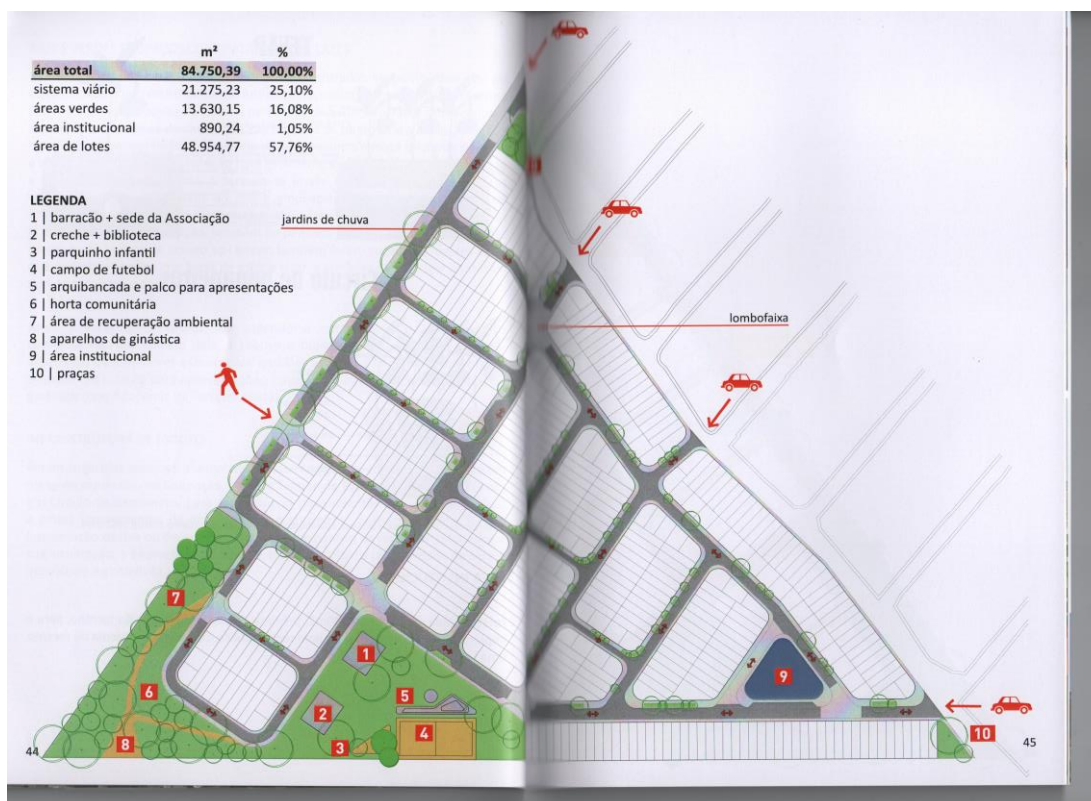 m² %
área total 84.750,39 100,00%
sistema viário 21.275,23 25,10%
áreas verdes 13.630,15 16,08%
área institucional 890,24 1,05%
área de lotes 48.954,77 57,76%
LEGENDA
1 | barracão + sede da Associação
2 | creche + biblioteca
3 | parquinho infantil
4 | campo de futebol
5 | arquibancada e palco para apresentações
6 | horta comunitária
7 | área de recuperação ambiental
8 | aparelhos de ginástica
9 | área institucional
10 | praças
jardins de chuva
lombofaixa
7
1
9
6
5
2
4
3
8
10
44
45